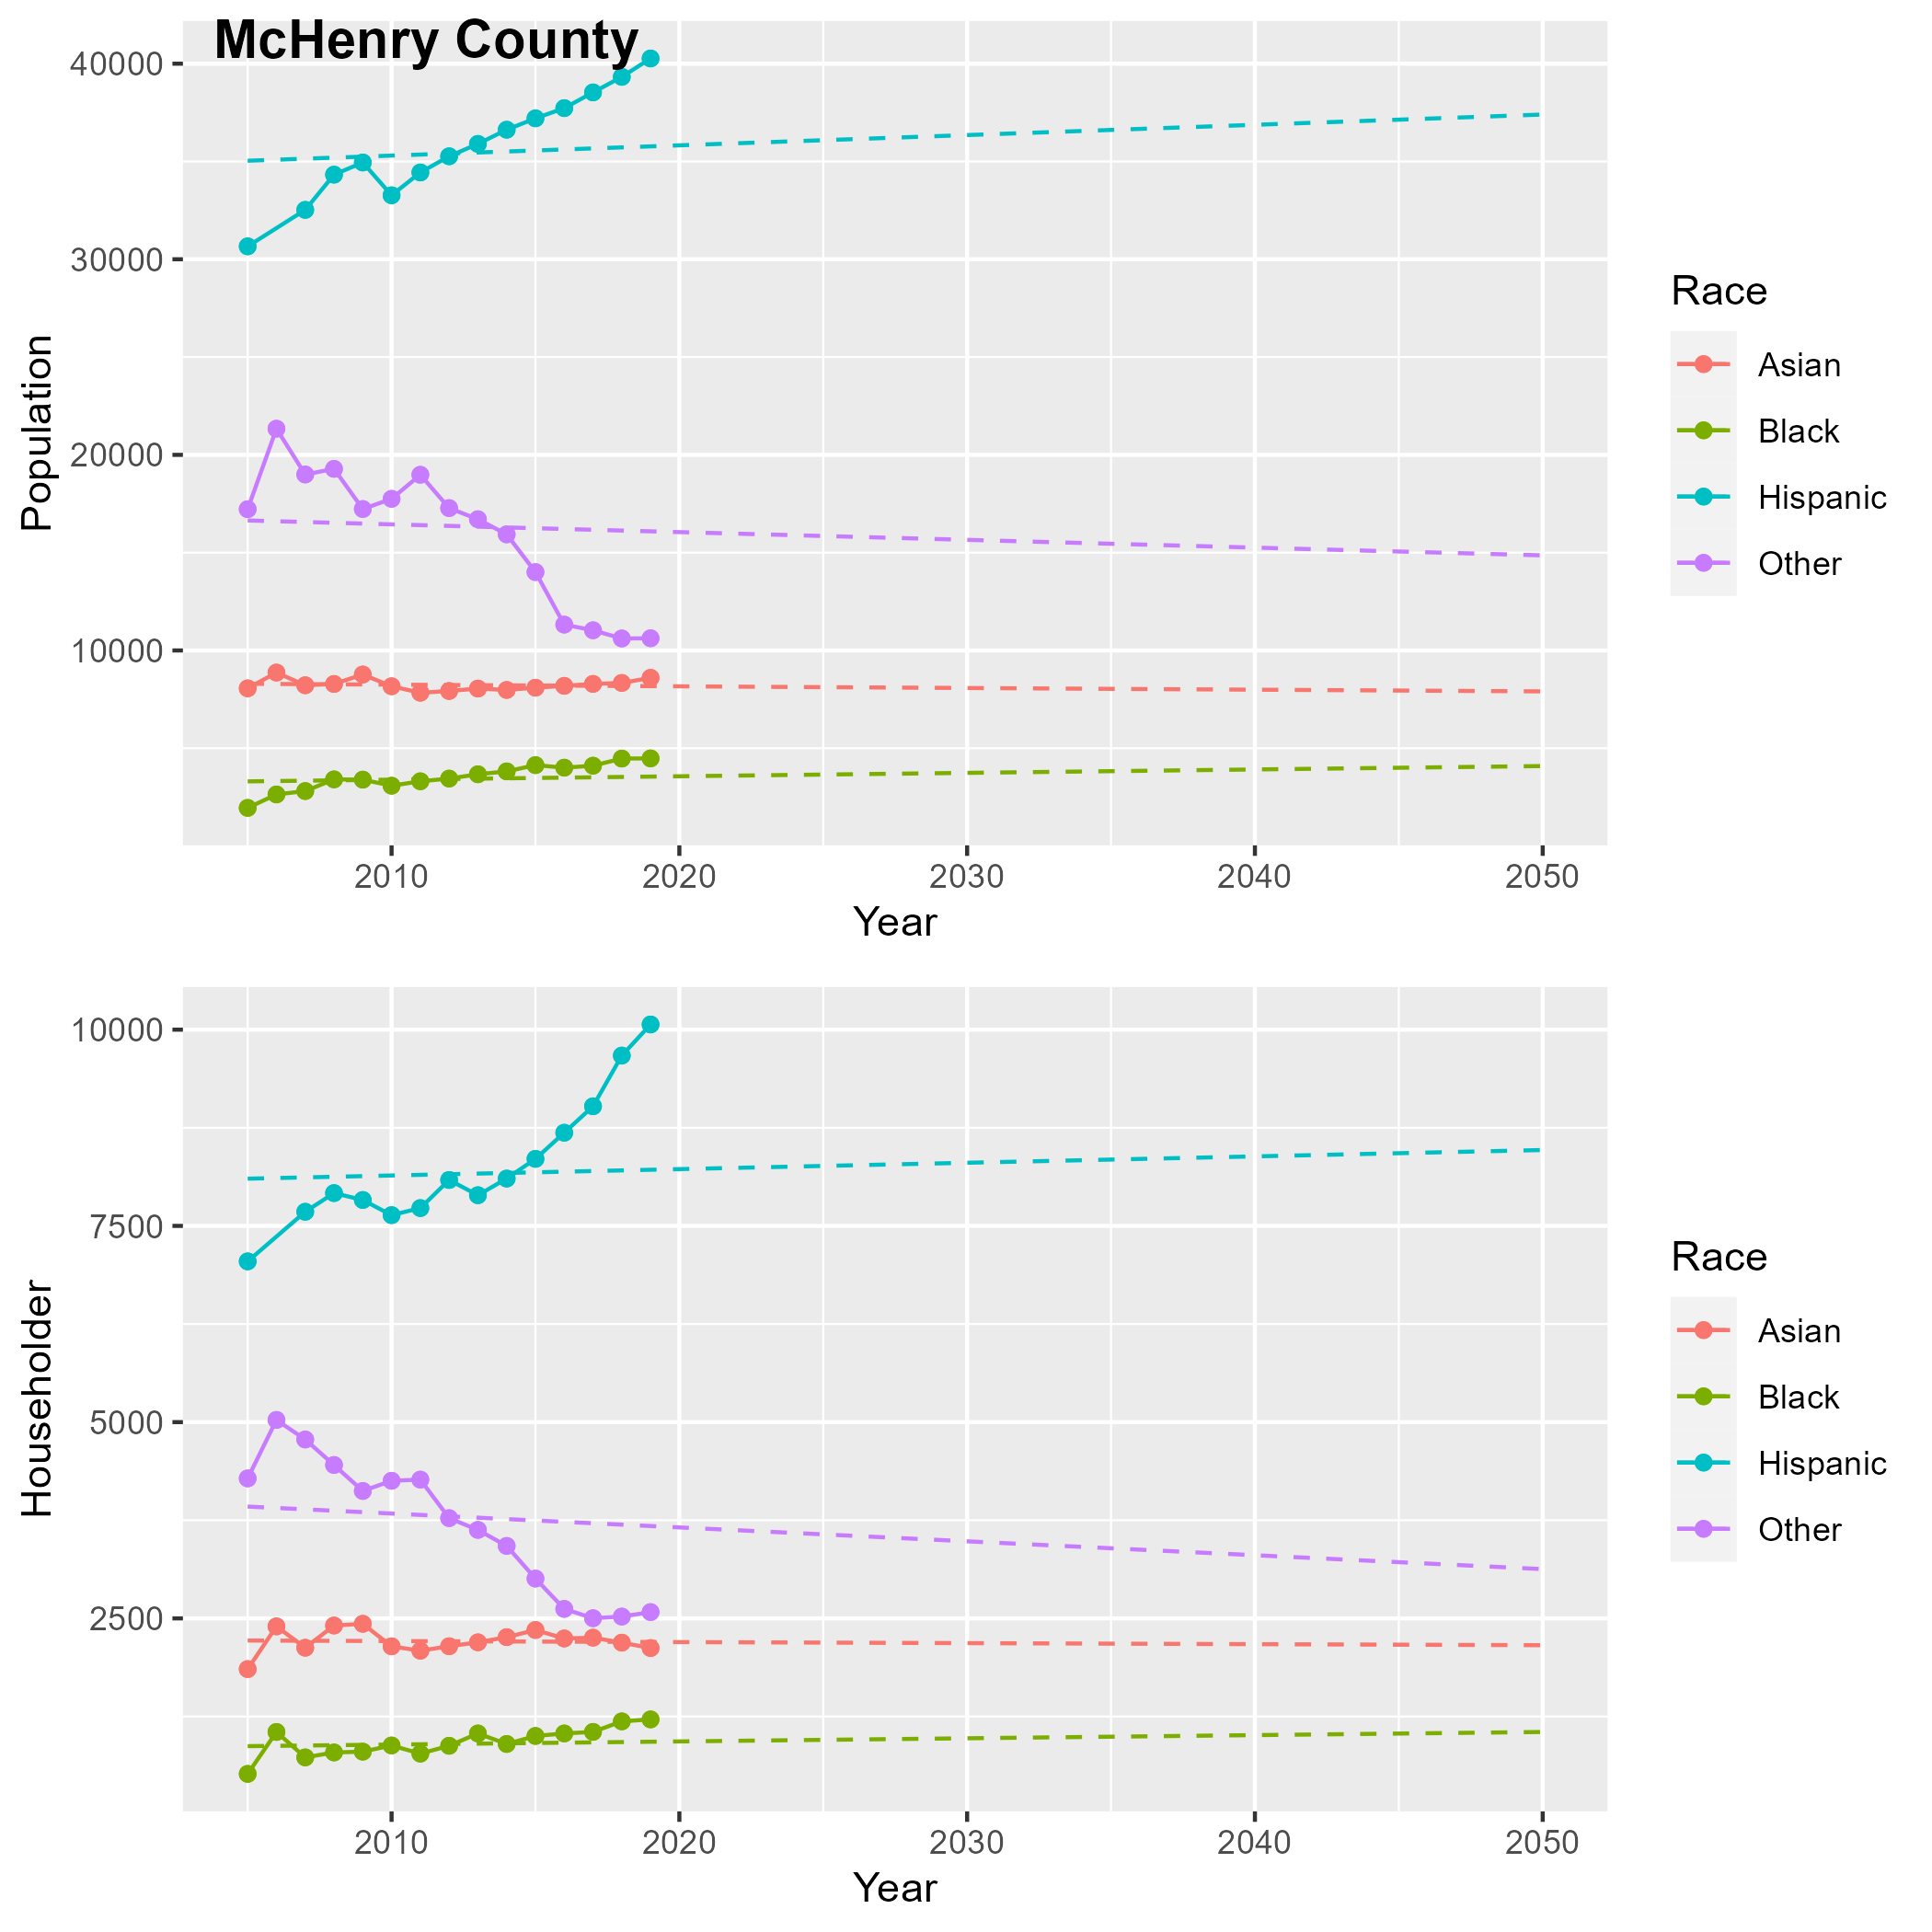 McHenry County
40000
30000
20000
10000
Population
2010 2020 2030 2040 2050
Year
Race
Asian
Black
Hispanic
Other
10000
7500
5000
2500
Householder
2010 2020 2030 2040 2050
Year
Race
Asian
Black
Hispanic
Other